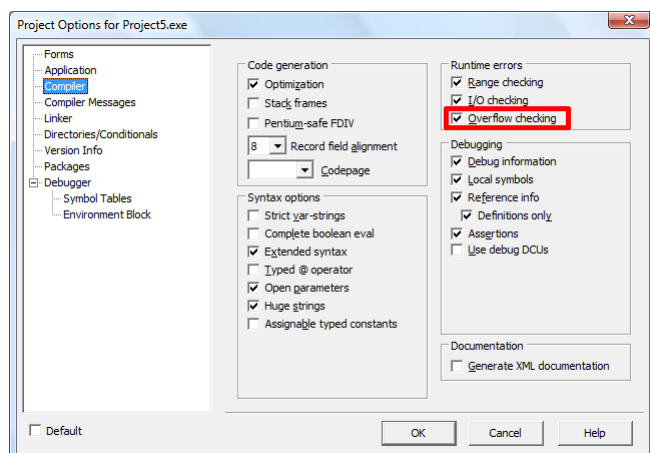 Project Options for Project5.exe
Forms
Application
Compiler
Compiler Messages
Linker
Directories/Conditionals
Version Info
Packages
Debugger
Symbol Tables
Environment Block
Code generation
Optimization
Stack frames
Pentium-safe FDIV
8 Record field alignment
Codepage
Syntax options
Strict var-strings
Complete boolean eval
Extended syntax
Typed @ operator
Open parameters
Huge strings
Assignable typed constants
Runtime errors
Range checking
I/O checking
Overflow checking
Debugging
Debug information
Local symbols
Reference info
Definitions only
Assertions
Use debug DCUs
Documentation
Generate XML documentation
Default
OK Cancel Help